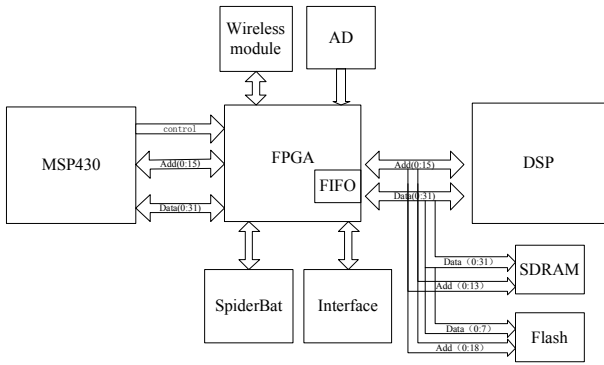 Wireless
module
AD
control
MSP430
Add(0:15)
Data(0:31)
FPGA
FIFO
Add(0:15)
Data(0:31)
DSP
SpiderBat
Interface
Data（0:31）
Add（0:13）
SDRAM
Data（0:7）
Add（0:18）
Flash